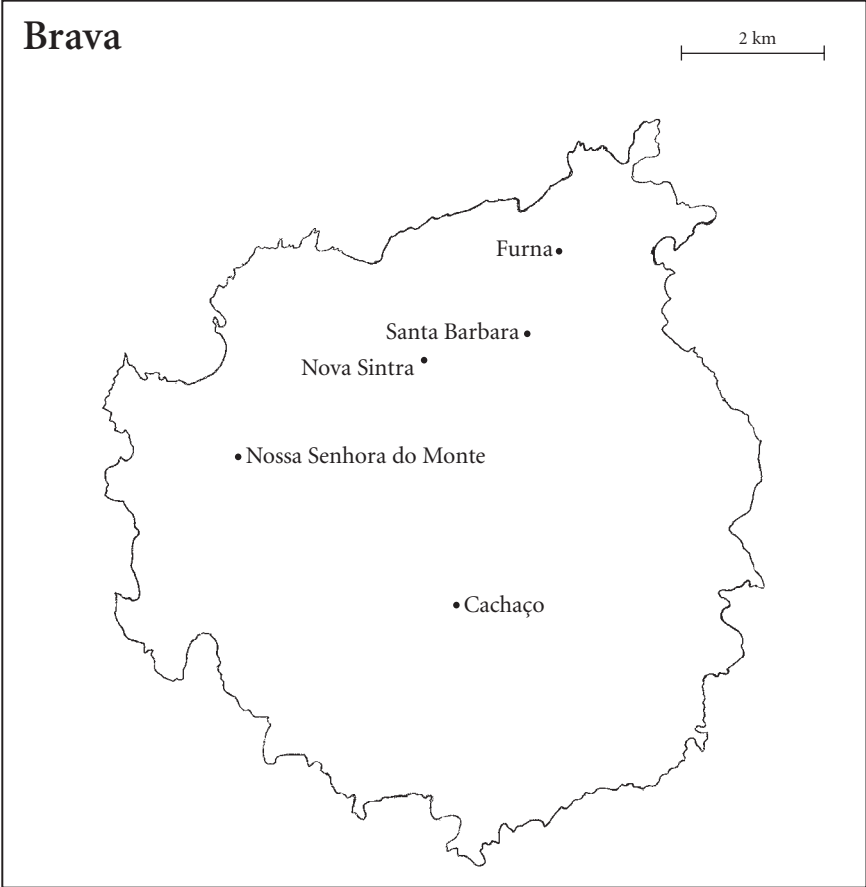 Brava
2 km
Furna
Santa Barbara
Nova Sintra
Nossa Senhora do Monte
Cachaço